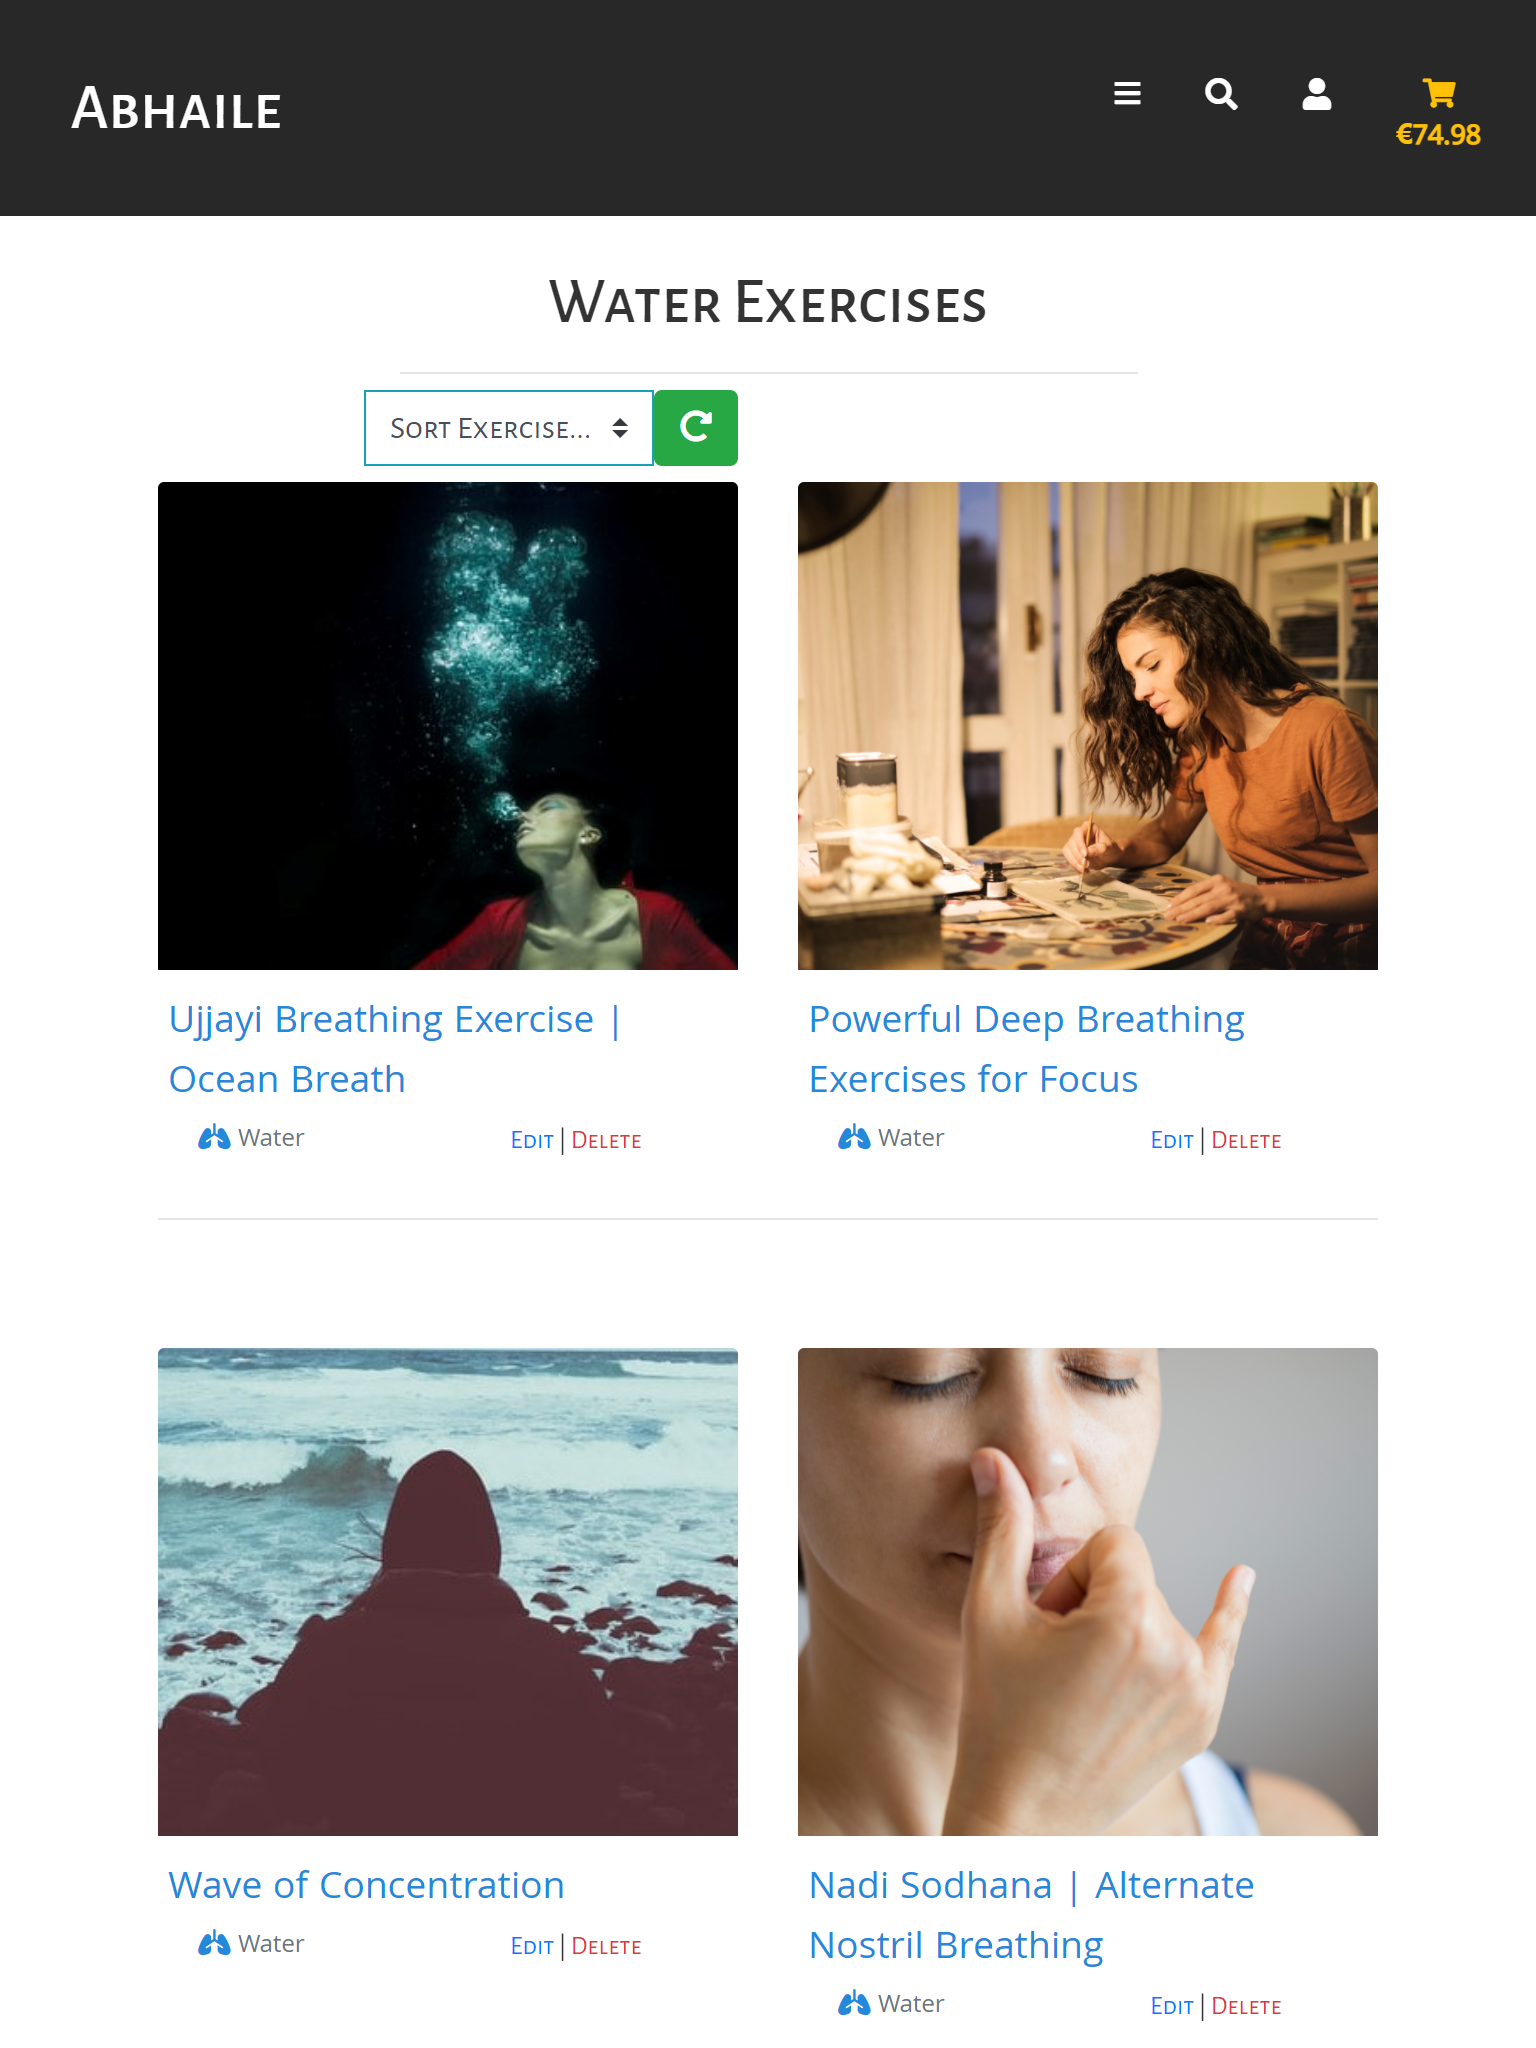 Abhaile
€74.98
Water Exercises
Sort Exercise...
Ujjayi Breathing Exercise |
Ocean Breath
Water
Edit | Delete
Powerful Deep Breathing
Exercises for Focus
Water
Edit | Delete
Wave of Concentration
Water
Edit | Delete
Nadi Sodhana | Alternate
Nostril Breathing
Water
Edit | Delete